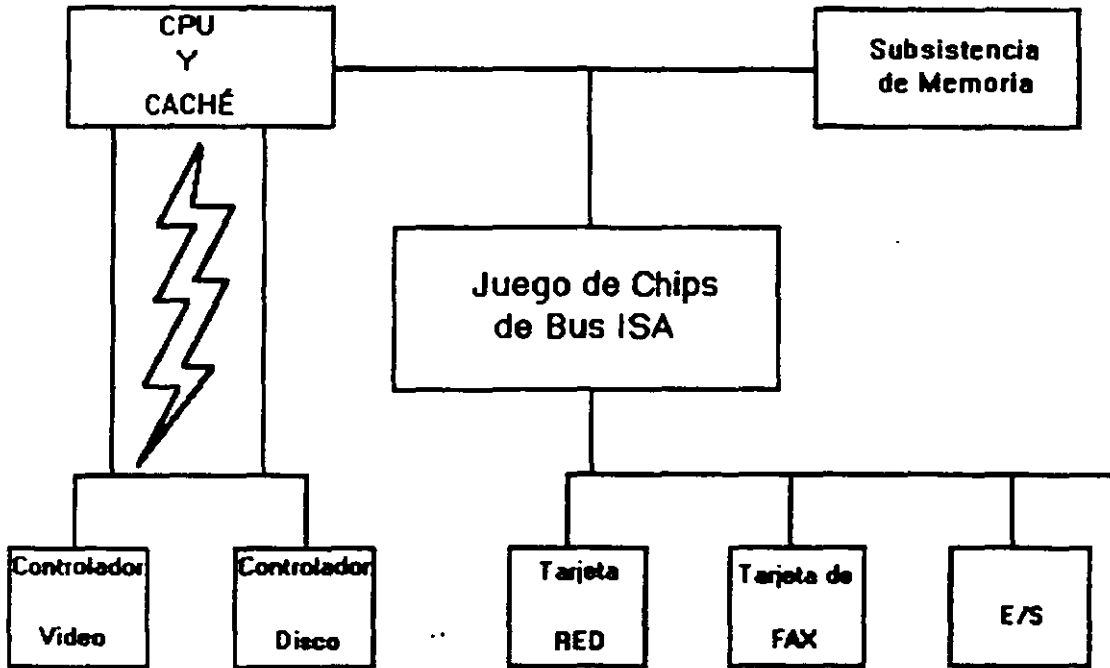 CPU
Y
CACHÉ
Subsistencia
de Memoria
Juego de Chips
de Bus ISA
Controlador
Video
Controlador
Disco
Tarjeta
RED
Tarjeta de
FAX
E/S